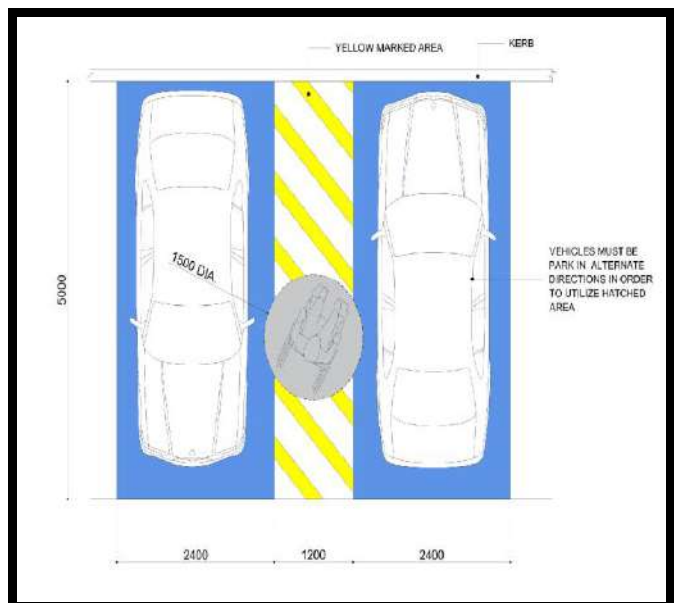 YELLOW MARKED AREA
KERB
1500 DIA
5000
VEHICLES MUST BE
PARK IN ALTERNATE
DIRECTIONS IN ORDER
TO UTILIZE HATCHED
AREA
2400
1200
2400